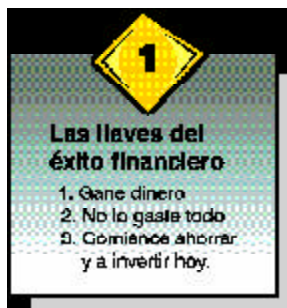 1
Las llaves del
éxito financiero
1. Gane dinero
2. No lo gaste todo
3. Comience ahorrar
y a invertir hoy.